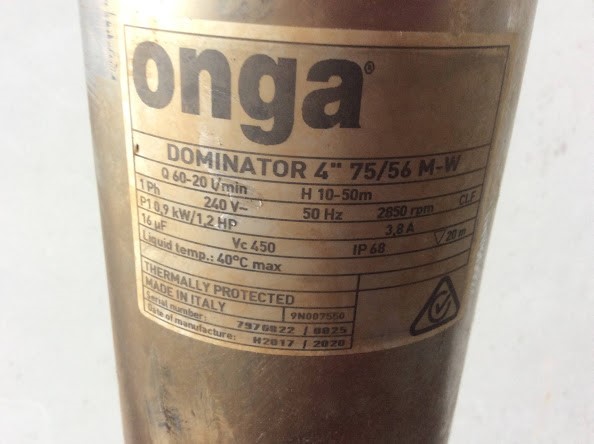 onga®
DOMINATOR 4" 75/56 M-W
Q 60-20 l/min H 10-50m
1 Ph 240 V~ 50 Hz 2850 rpm CLF
P1 0,9 kW/1,2 HP 3,8 A
16 µF Vc 450 IP 68 20 m
Liquid temp.: 40°C max
THERMALLY PROTECTED
MADE IN ITALY 9N007550
Serial number: 7976822 / 0025
Date of manufacture: H2017 / 2020